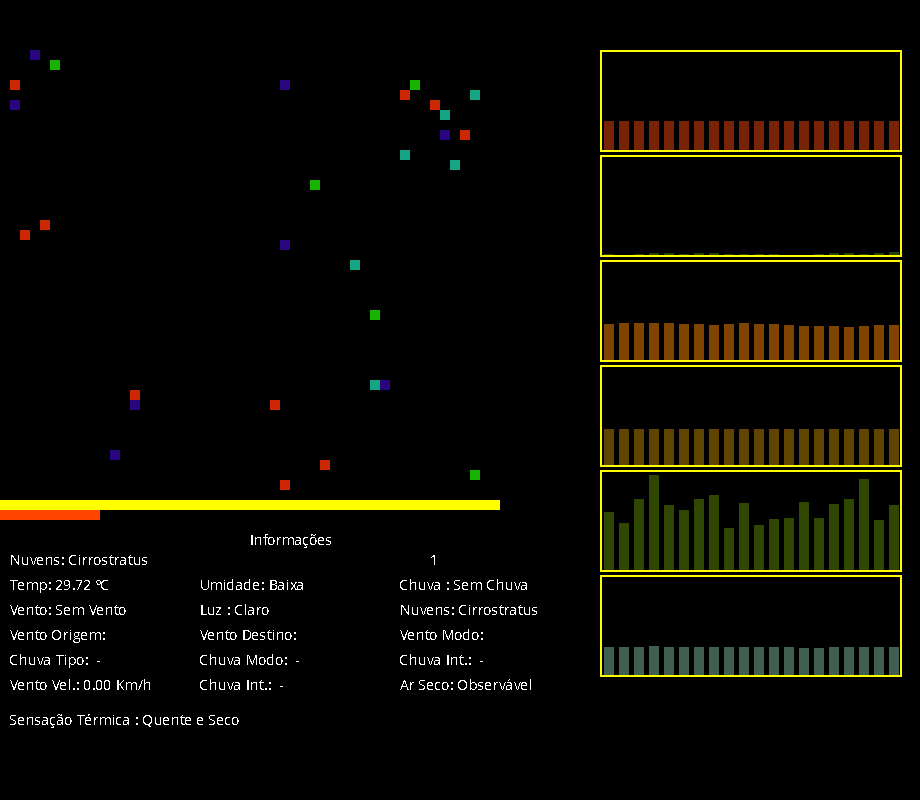 Informações
Nuvens: Cirrostratus 1
Temp: 29.72 ºC Umidade: Baixa Chuva : Sem Chuva
Vento: Sem Vento Luz : Claro Nuvens: Cirrostratus
Vento Origem: Vento Destino: Vento Modo:
Chuva Tipo: - Chuva Modo: - Chuva Int.: -
Vento Vel.: 0.00 Km/h Chuva Int.: - Ar Seco: Observável
Sensação Térmica : Quente e Seco